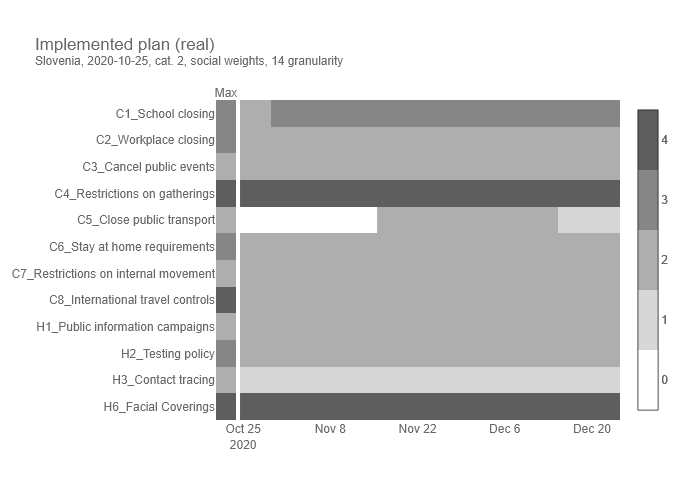 Implemented plan (real)
Slovenia, 2020-10-25, cat. 2, social weights, 14 granularity
Max
C1_School closing
C2_Workplace closing
C3_Cancel public events
C4_Restrictions on gatherings
C5_Close public transport
C6_Stay at home requirements
C7_Restrictions on internal movement
C8_International travel controls
H1_Public information campaigns
H2_Testing policy
H3_Contact tracing
H6_Facial Coverings
Oct 25 Nov 8 Nov 22 Dec 6 Dec 20
2020
4
3
2
1
0